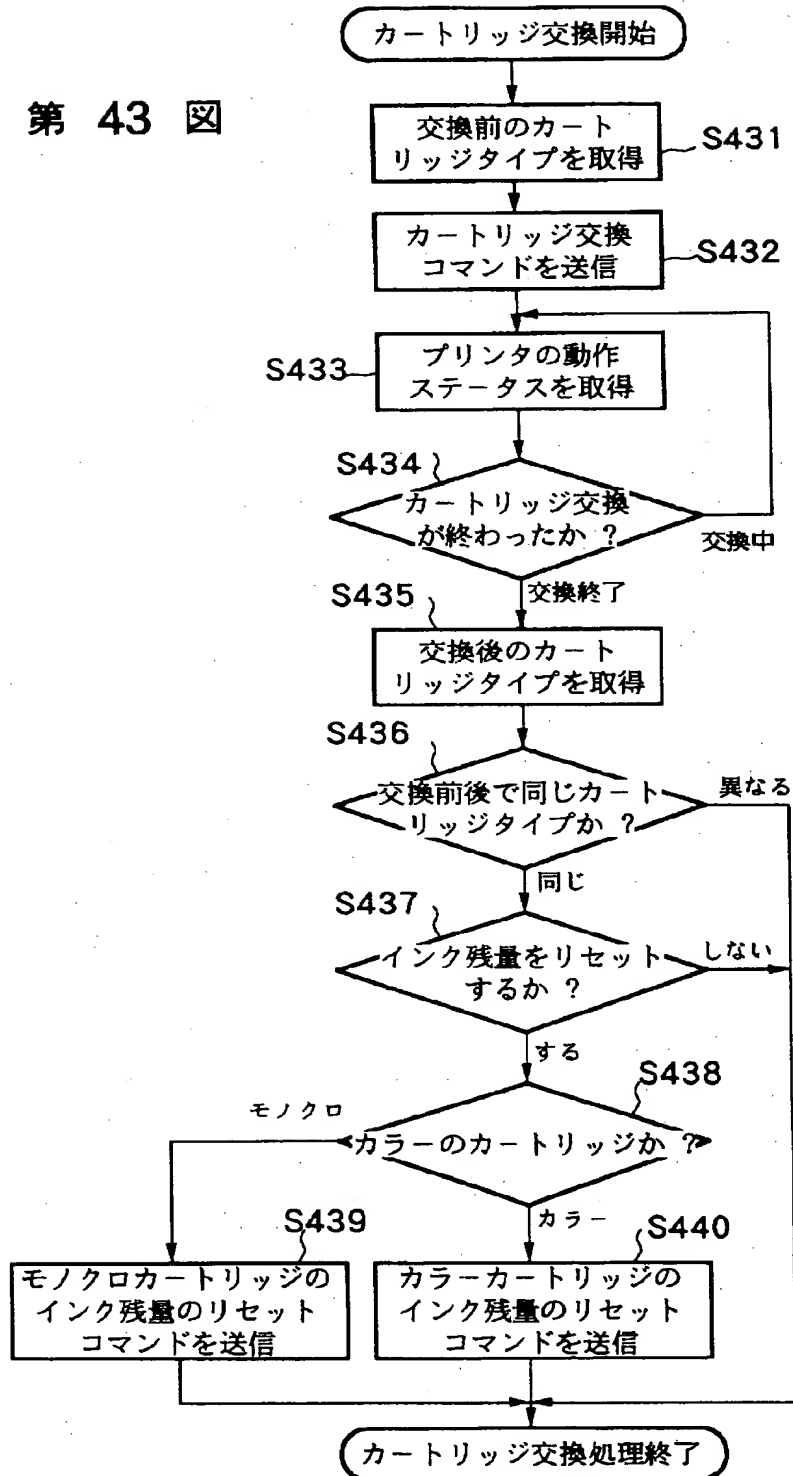 カートリッジ交換開始
第 43 図
交換前のカート
リッジタイプを取得
S431
カートリッジ交換
コマンドを送信
S432
S433
プリンタの動作
ステータスを取得
S434
カートリッジ交換
が終わったか ?
交換中
S435
交換終了
交換後のカート
リッジタイプを取得
S436
交換前後で同じカート
リッジタイプか ?
異なる
同じ
S437
インク残量をリセット
するか ?
しない
する
S438
モノクロ
カラーのカートリッジか ?
カラー
S439
S440
モノクロカートリッジの
インク残量のリセット
コマンドを送信
カラーカートリッジの
インク残量のリセット
コマンドを送信
カートリッジ交換処理終了